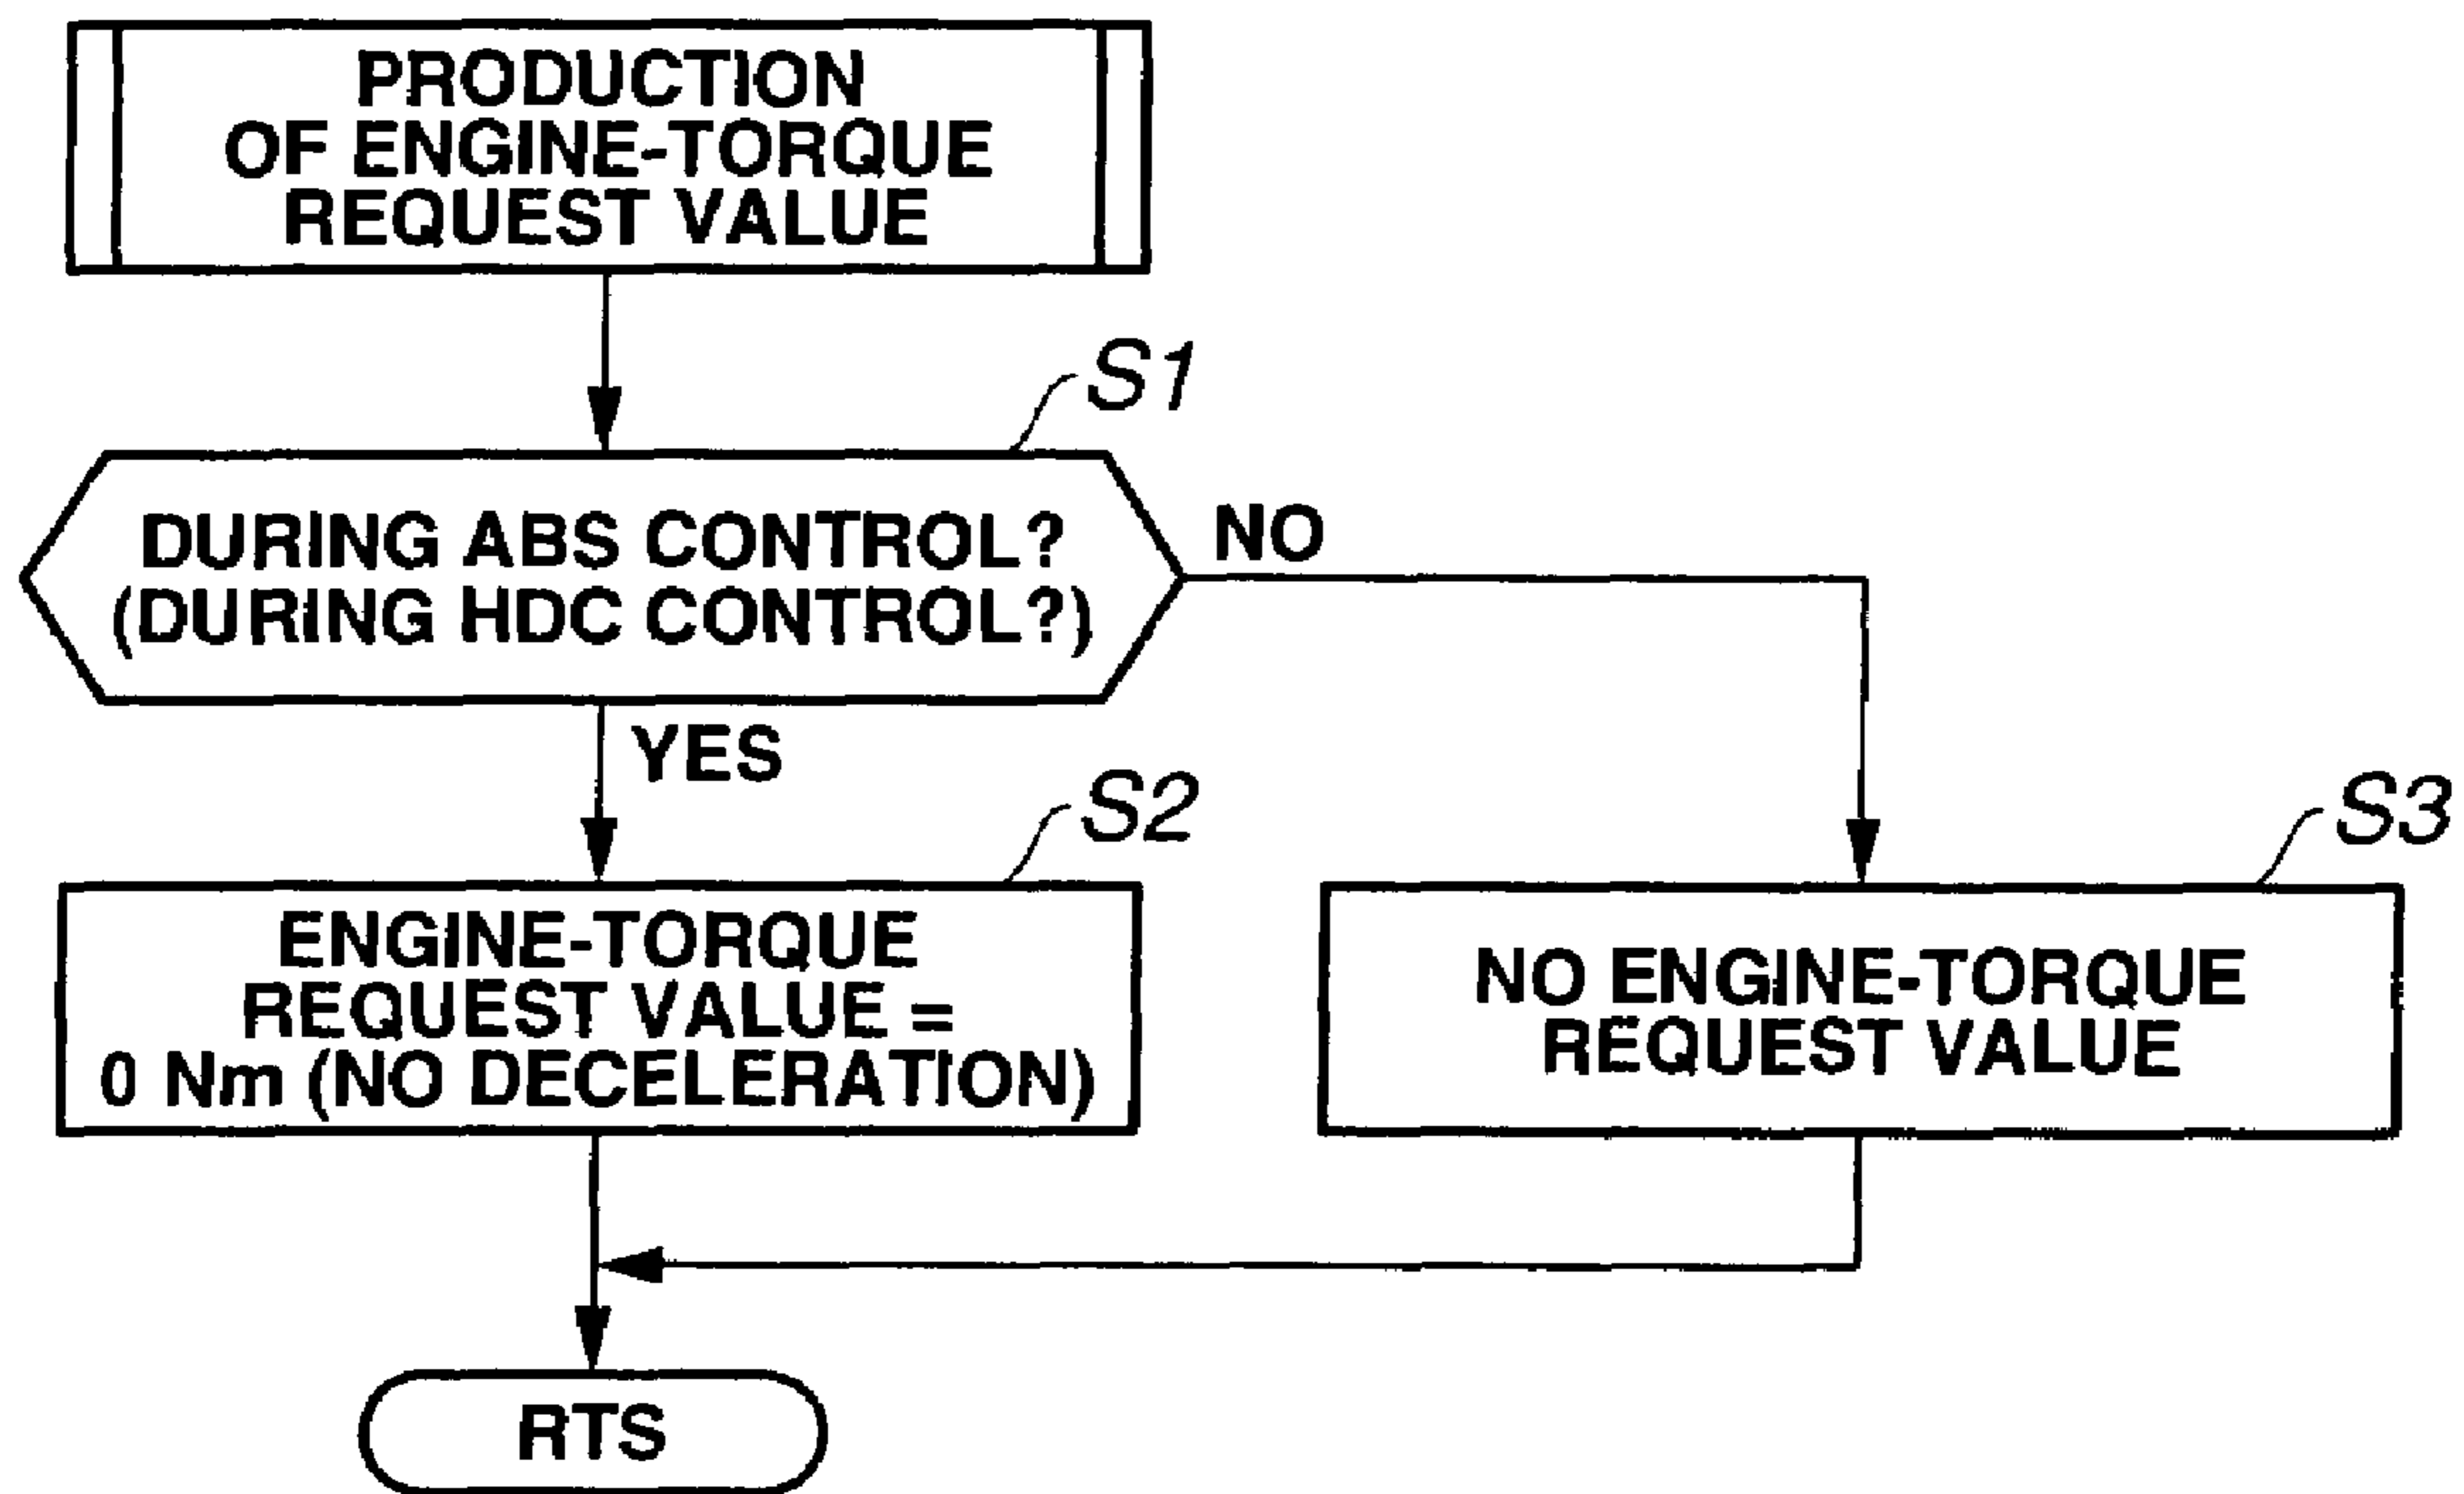 PRODUCTION
OF ENGINE-TORQUE
REQUEST VALUE
S1
DURING ABS CONTROL?
(DURING HDC CONTROL?)
NO
YES
S2
S3
ENGINE-TORQUE
REQUEST VALUE =
0 Nm (NO DECELERATION)
NO ENGINE-TORQUE
REQUEST VALUE
RTS